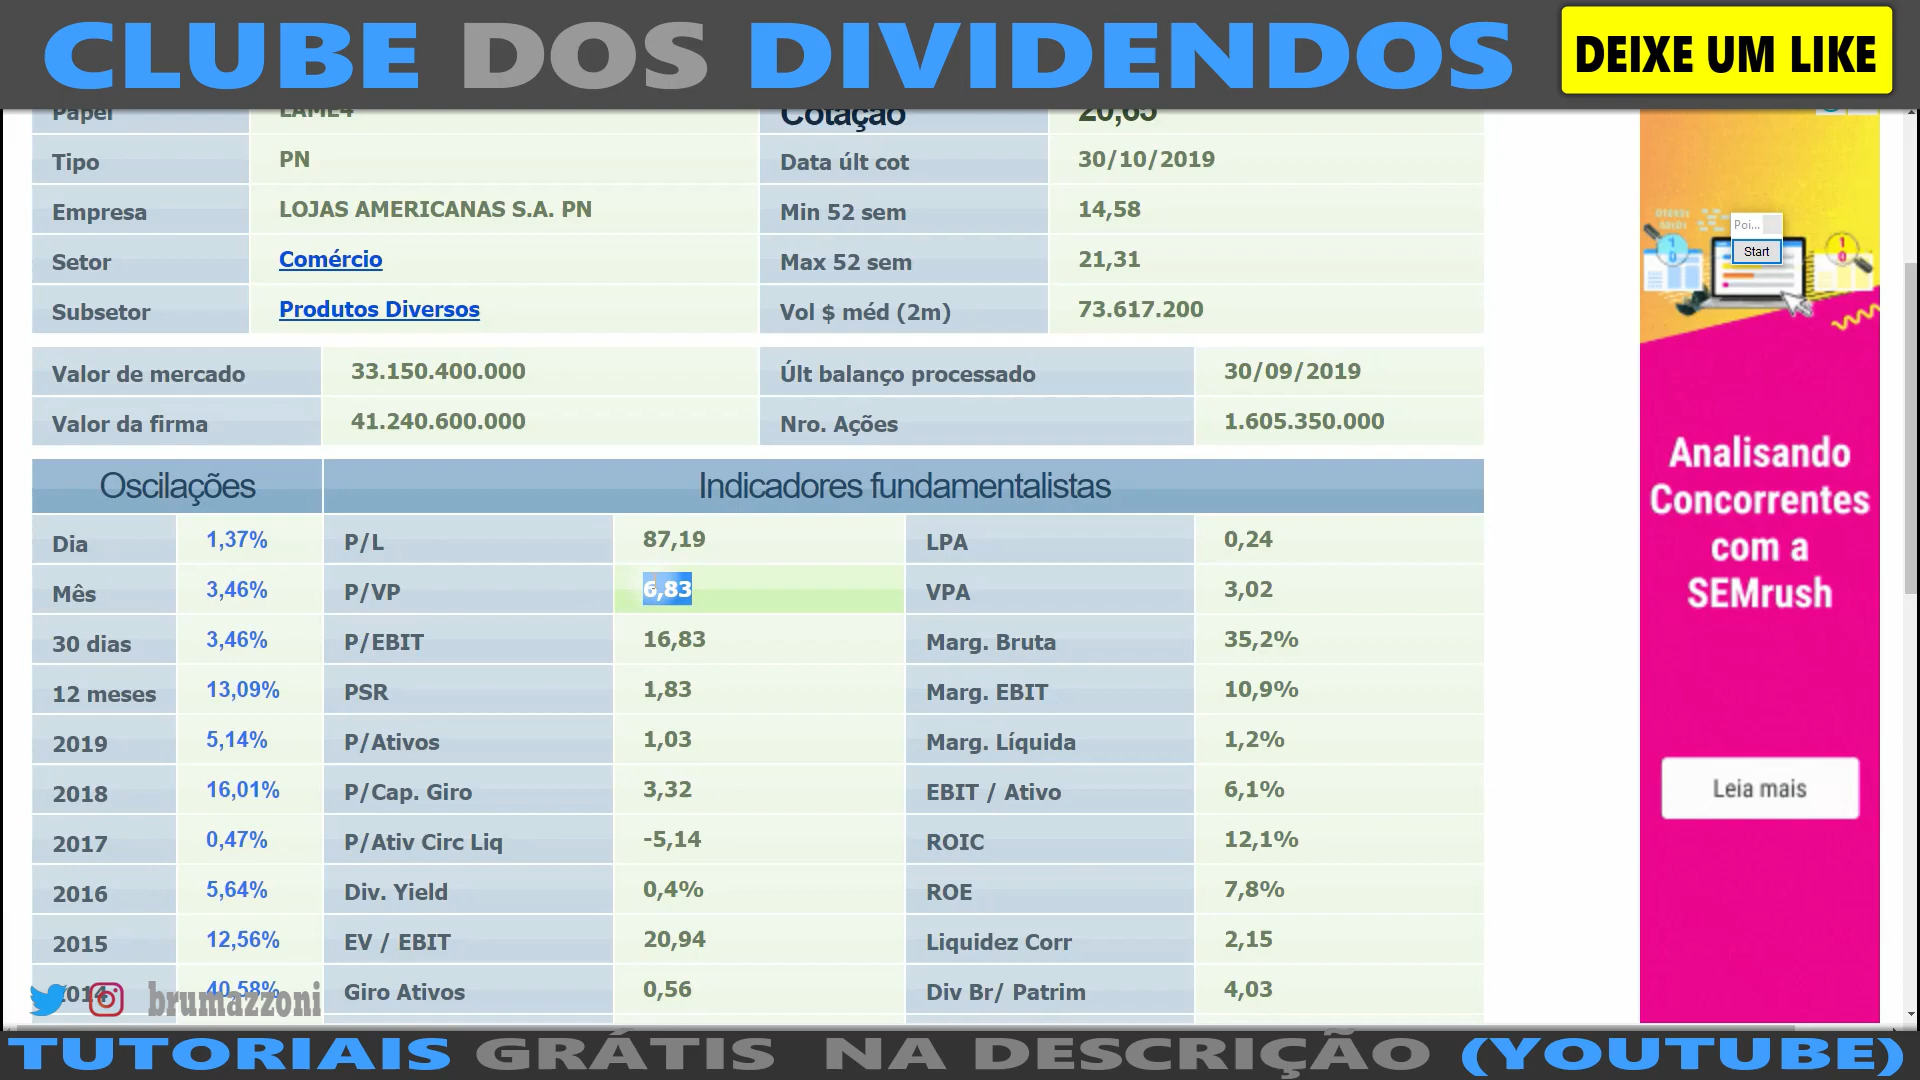 CLUBE DOS DIVIDENDOS
DEIXE UM LIKE
Papel LAME4 Cotação 20,65
Tipo PN Data últ cot 30/10/2019
Empresa LOJAS AMERICANAS S.A. PN Min 52 sem 14,58
Setor Comércio Max 52 sem 21,31
Subsetor Produtos Diversos Vol $ méd (2m) 73.617.200
Valor de mercado 33.150.400.000 Últ balanço processado 30/09/2019
Valor da firma 41.240.600.000 Nro. Ações 1.605.350.000
Oscilações Indicadores fundamentalistas
Dia 1,37% P/L 87,19 LPA 0,24
Mês 3,46% P/VP 6,83 VPA 3,02
30 dias 3,46% P/EBIT 16,83 Marg. Bruta 35,2%
12 meses 13,09% PSR 1,83 Marg. EBIT 10,9%
2019 5,14% P/Ativos 1,03 Marg. Líquida 1,2%
2018 16,01% P/Cap. Giro 3,32 EBIT / Ativo 6,1%
2017 0,47% P/Ativ Circ Liq -5,14 ROIC 12,1%
2016 5,64% Div. Yield 0,4% ROE 7,8%
2015 12,56% EV / EBIT 20,94 Liquidez Corr 2,15
2014 40,58% Giro Ativos 0,56 Div Br/ Patrim 4,03
brumazzoni
Poi...
Start
Analisando
Concorrentes
com a
SEMrush
Leia mais
TUTORIAIS GRÁTIS NA DESCRIÇÃO (YOUTUBE)